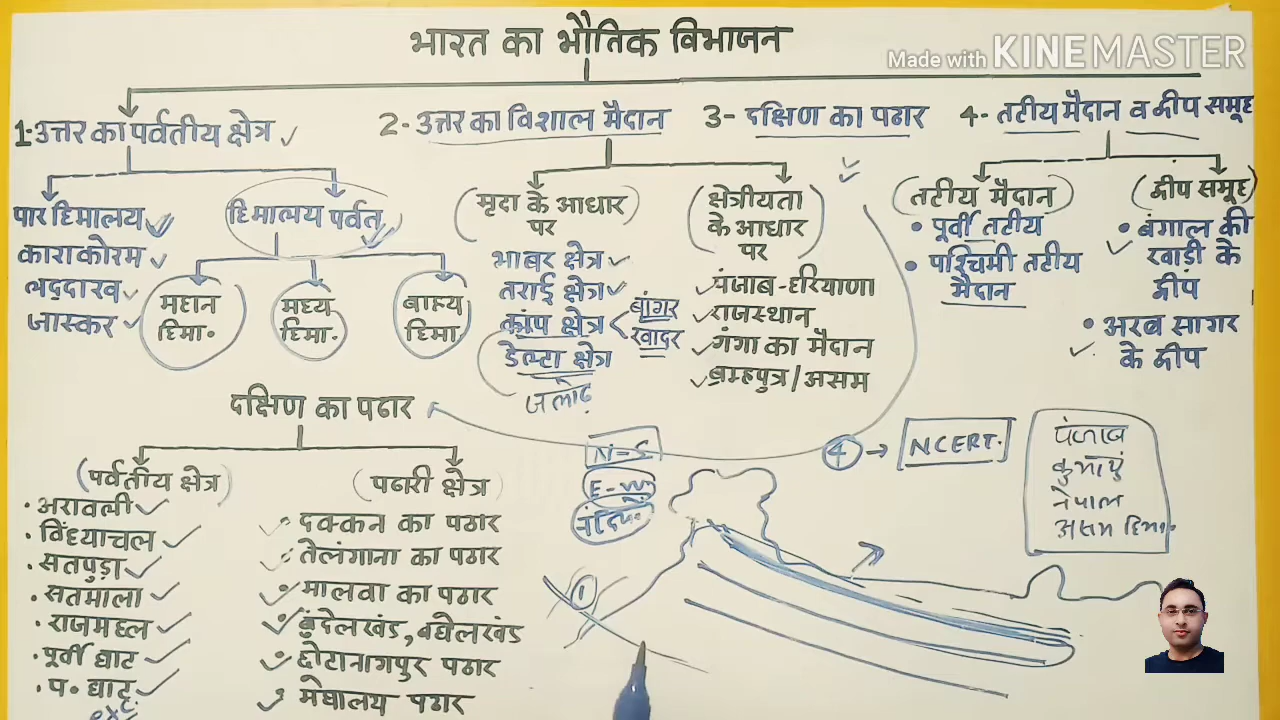 भारत का भौतिक विभाजन
Made with KINEMASTER
1. उत्तर का पर्वतीय क्षेत्र
2- उत्तर का विशाल मैदान
3- दक्षिण का पठार
4- तटीय मैदान व द्वीप समूह
पार हिमालय
काराकोरम
लद्दाख
जास्कर
हिमालय पर्वत
महान
हिमा.
मध्य
हिमा.
बाह्य
हिमा.
(मृदा के आधार
पर)
भाबर क्षेत्र
तराई क्षेत्र
कांप क्षेत्र
बांगर
खादर
डेल्टा क्षेत्र
जलोढ़
(क्षेत्रीयता
के आधार
पर)
पंजाब-हरियाणा
राजस्थान
गंगा का मैदान
ब्रम्हपुत्र/असम
(तटीय मैदान)
• पूर्वी तटीय
• पश्चिमी तटीय
मैदान
(द्वीप समूह)
• बंगाल की
खाड़ी के
द्वीप
• अरब सागर
के द्वीप
दक्षिण का पठार
(पर्वतीय क्षेत्र)
• अरावली
• विंध्याचल
• सतपुड़ा
• सतमाला
• राजमहल
• पूर्वी घाट
• प० घाट
(पठारी क्षेत्र)
• दक्कन का पठार
• तेलंगाना का पठार
• मालवा का पठार
• बुंदेलखंड, बघेलखंड
• छोटानागपुर पठार
• मेघालय पठार
N-S
E-W
4 → NCERT.
पंजाब
कुमायुं
नेपाल
असम हिमा.
1